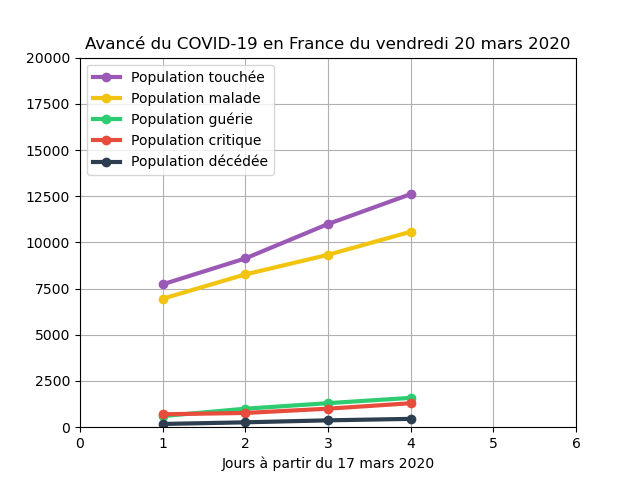 Avancé du COVID-19 en France du vendredi 20 mars 2020
20000
17500
15000
12500
10000
7500
5000
2500
0
Population touchée
Population malade
Population guérie
Population critique
Population décédée
0 1 2 3 4 5 6
Jours à partir du 17 mars 2020